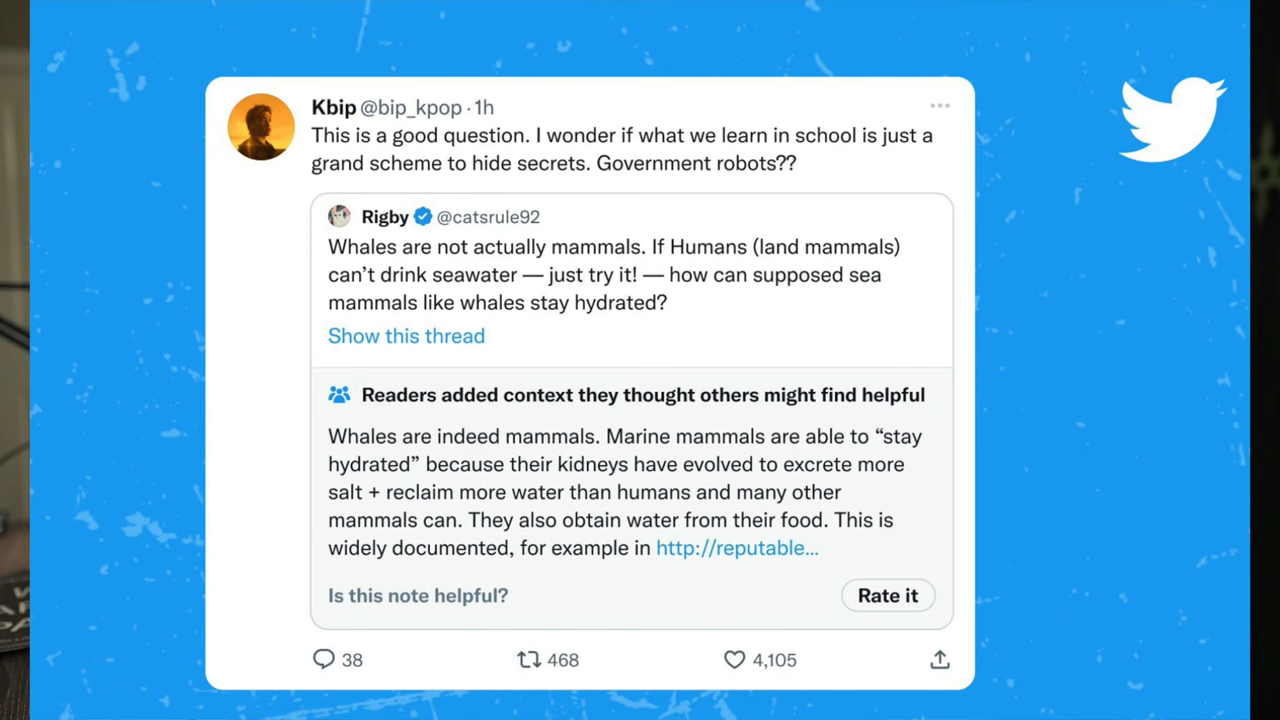 Kbip @bip_kpop · 1h
This is a good question. I wonder if what we learn in school is just a
grand scheme to hide secrets. Government robots??
Rigby @catsrule92
Whales are not actually mammals. If Humans (land mammals)
can’t drink seawater — just try it! — how can supposed sea
mammals like whales stay hydrated?
Show this thread
Readers added context they thought others might find helpful
Whales are indeed mammals. Marine mammals are able to “stay
hydrated” because their kidneys have evolved to excrete more
salt + reclaim more water than humans and many other
mammals can. They also obtain water from their food. This is
widely documented, for example in http://reputable...
Is this note helpful?
Rate it
38
468
4,105